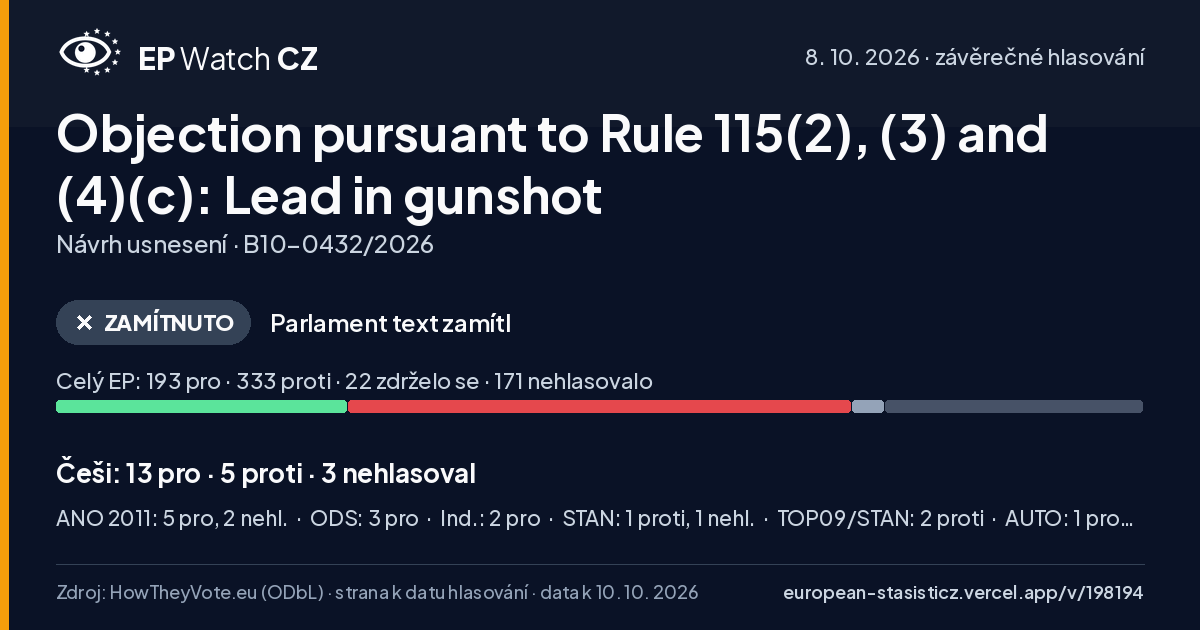 EP Watch CZ
8. 10. 2026 · závěrečné hlasování
Objection pursuant to Rule 115(2), (3) and
(4)(c): Lead in gunshot
Návrh usnesení · B10-0432/2026
× ZAMÍTNUTO
Parlament text zamítl
Celý EP: 193 pro · 333 proti · 22 zdrželo se · 171 nehlasovalo
Češi: 13 pro · 5 proti · 3 nehlasoval
ANO 2011: 5 pro, 2 nehl. · ODS: 3 pro · Ind.: 2 pro · STAN: 1 proti, 1 nehl. · TOP09/STAN: 2 proti · AUTO: 1 pro…
Zdroj: HowTheyVote.eu (ODbL) · strana k datu hlasování · data k 10. 10. 2026
european-stasisticz.vercel.app/v/198194